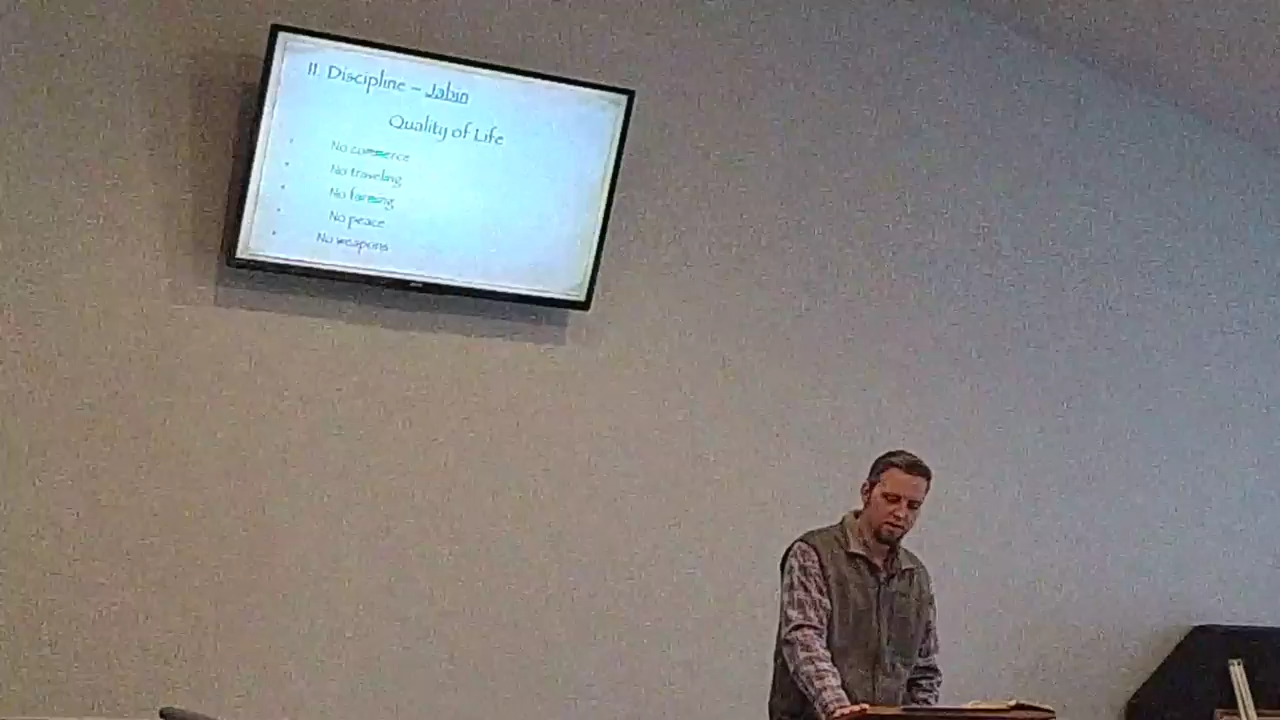 II. Discipline – Jabin
Quality of Life
No commerce
No traveling
No farming
No peace
No weapons